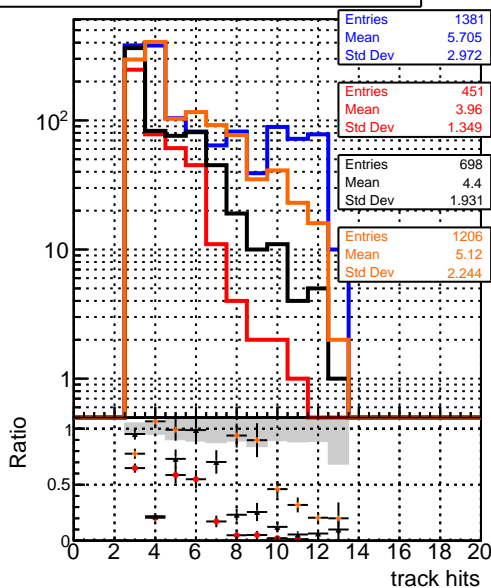 Entries 1381
Mean 5.705
Std Dev 2.972
Entries 451
Mean 3.96
Std Dev 1.349
Entries 698
Mean 4.4
Std Dev 1.931
Entries 1206
Mean 5.12
Std Dev 2.244
10²
10
1
Ratio
1
0.5
0
0 2 4 6 8 10 12 14 16 18 20
track hits